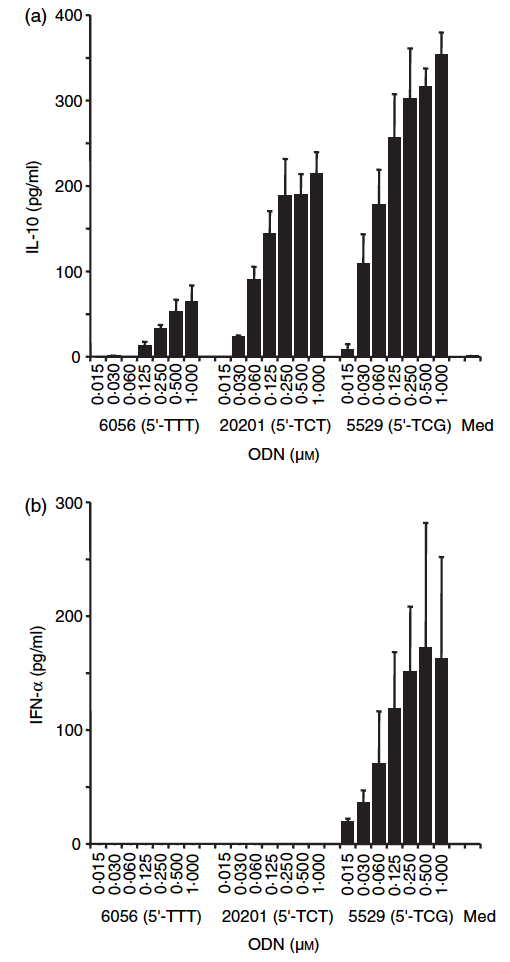 (a)
400
300
200
100
0
IL-10 (pg/ml)
0·015 0·030 0·060 0·125 0·250 0·500 1·000 0·015 0·030 0·060 0·125 0·250 0·500 1·000 0·015 0·030 0·060 0·125 0·250 0·500 1·000
6056 (5'-TTT) 20201 (5'-TCT) 5529 (5'-TCG) Med
ODN (μM)
(b)
300
200
100
0
IFN-α (pg/ml)
0·015 0·030 0·060 0·125 0·250 0·500 1·000 0·015 0·030 0·060 0·125 0·250 0·500 1·000 0·015 0·030 0·060 0·125 0·250 0·500 1·000
6056 (5'-TTT) 20201 (5'-TCT) 5529 (5'-TCG) Med
ODN (μM)